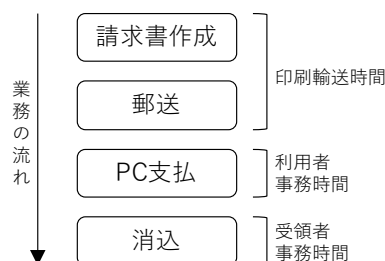 請求書作成
印刷輸送時間
業務の流れ
郵送
PC支払
利用者
事務時間
消込
受領者
事務時間